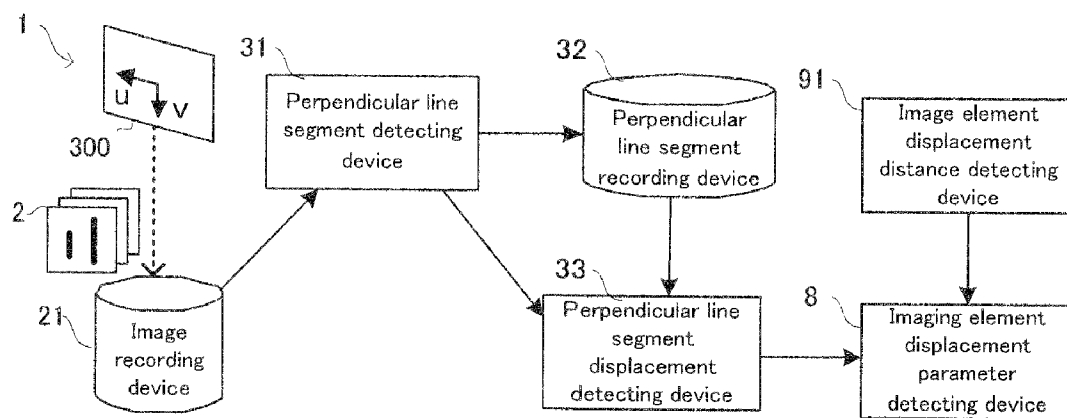 1
u
v
300
2
21
Image
recording
device
31
Perpendicular line
segment detecting
device
32
Perpendicular
line segment
recording device
33
Perpendicular line
segment
displacement
detecting device
91
Image element
displacement
distance detecting
device
8
Imaging element
displacement
parameter
detecting device